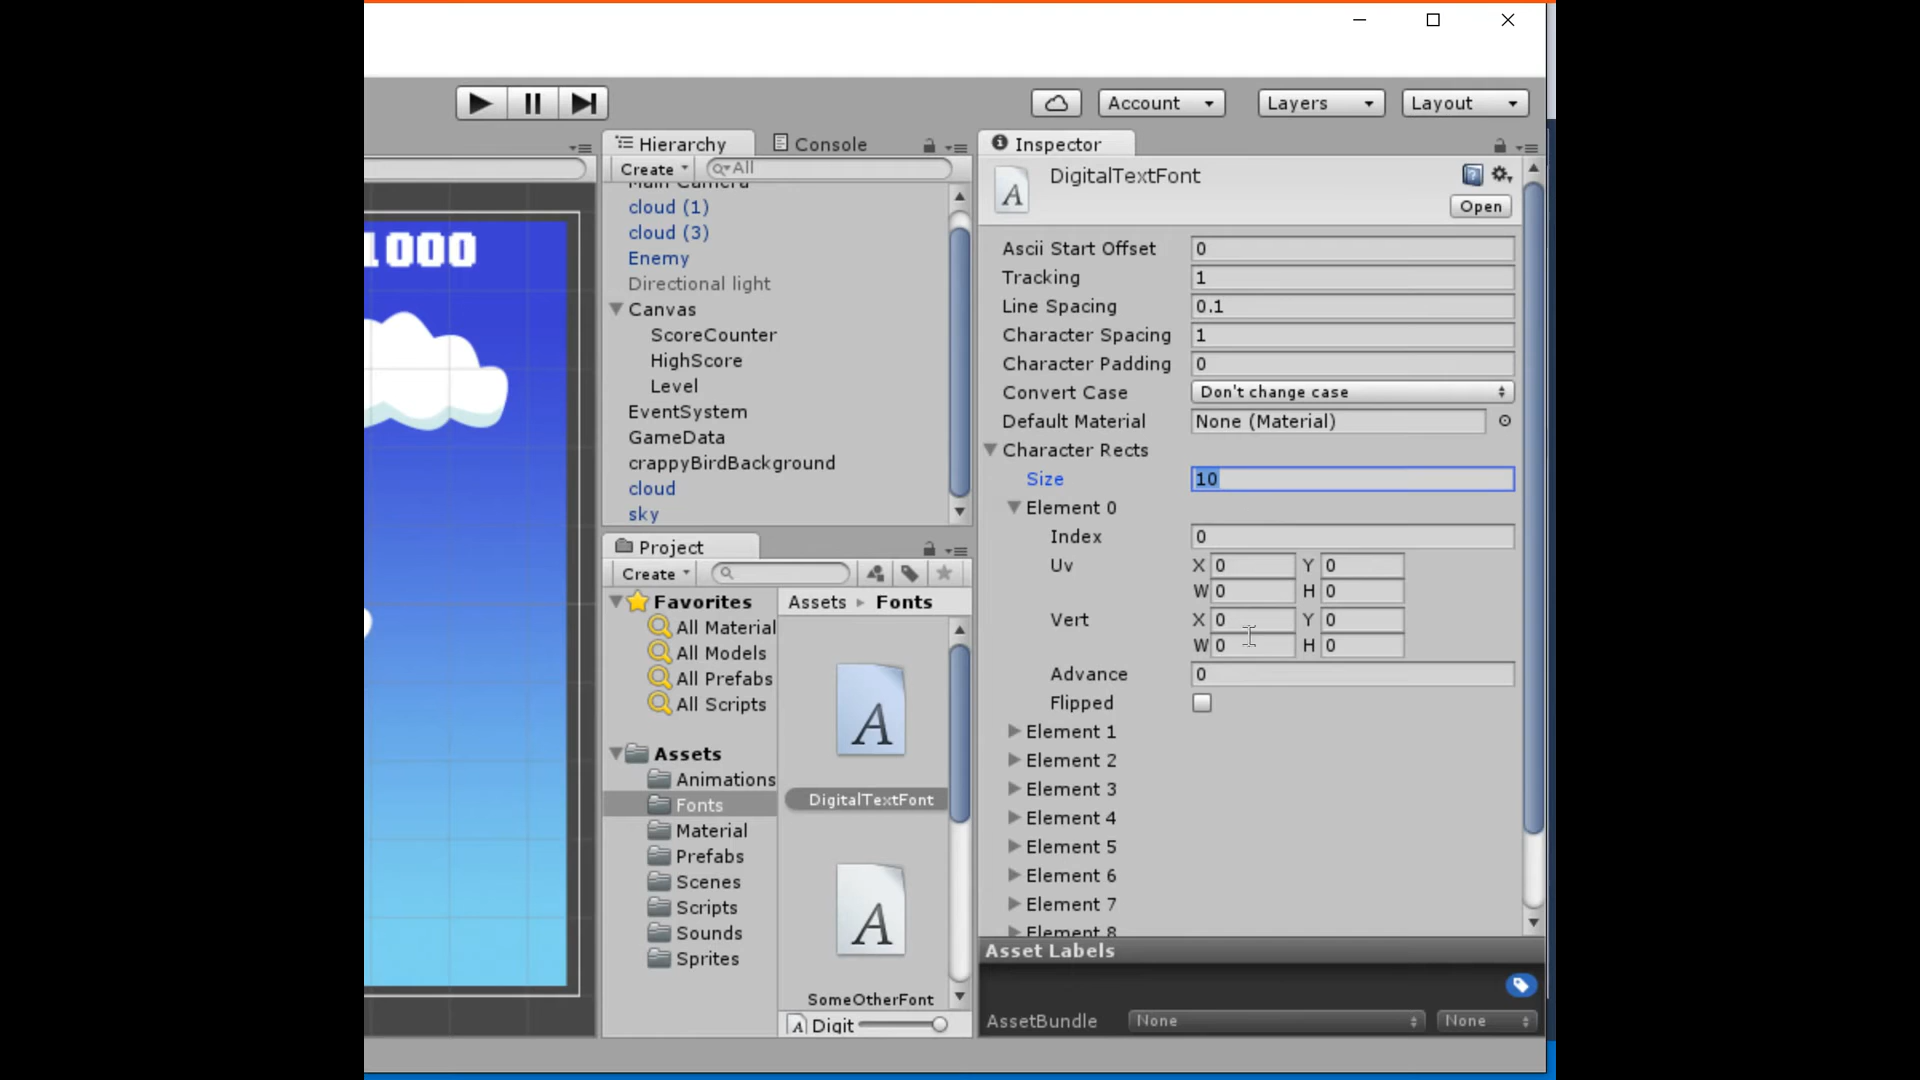 Account
Layers
Layout
Hierarchy
Console
Create
All
Main Camera
cloud (1)
cloud (3)
Enemy
Directional light
Canvas
ScoreCounter
HighScore
Level
EventSystem
GameData
crappyBirdBackground
cloud
sky
1000
Project
Create
Favorites
All Material
All Models
All Prefabs
All Scripts
Assets
Animations
Fonts
Material
Prefabs
Scenes
Scripts
Sounds
Sprites
Assets Fonts
DigitalTextFont
SomeOtherFont
Digit
Inspector
DigitalTextFont
Open
Ascii Start Offset 0
Tracking 1
Line Spacing 0.1
Character Spacing 1
Character Padding 0
Convert Case Don't change case
Default Material None (Material)
Character Rects
Size 10
Element 0
Index 0
Uv X 0 Y 0
W 0 H 0
Vert X 0 Y 0
W 0 H 0
Advance 0
Flipped
Element 1
Element 2
Element 3
Element 4
Element 5
Element 6
Element 7
Element 8
Asset Labels
AssetBundle None None